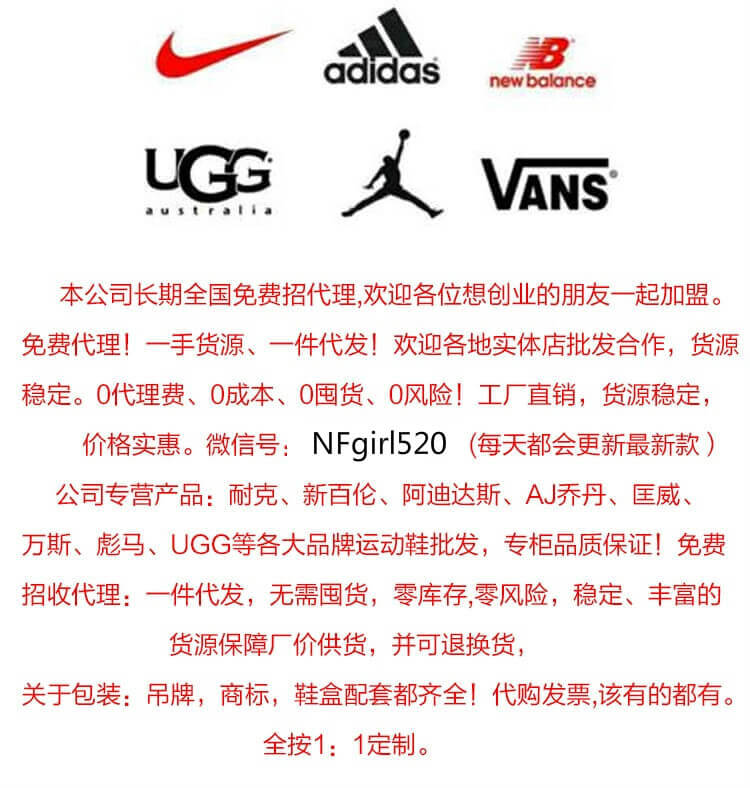 adidas
NB
new balance
UGG
australia
VANS®
本公司长期全国免费招代理,欢迎各位想创业的朋友一起加盟。
免费代理！一手货源、一件代发！欢迎各地实体店批发合作，货源
稳定。0代理费、0成本、0囤货、0风险！工厂直销，货源稳定，
价格实惠。微信号：NFgirl520 (每天都会更新最新款）
公司专营产品：耐克、新百伦、阿迪达斯、AJ乔丹、匡威、
万斯、彪马、UGG等各大品牌运动鞋批发，专柜品质保证！免费
招收代理：一件代发，无需囤货，零库存,零风险，稳定、丰富的
货源保障厂价供货，并可退换货，
关于包装：吊牌，商标，鞋盒配套都齐全！代购发票,该有的都有。
全按1：1定制。